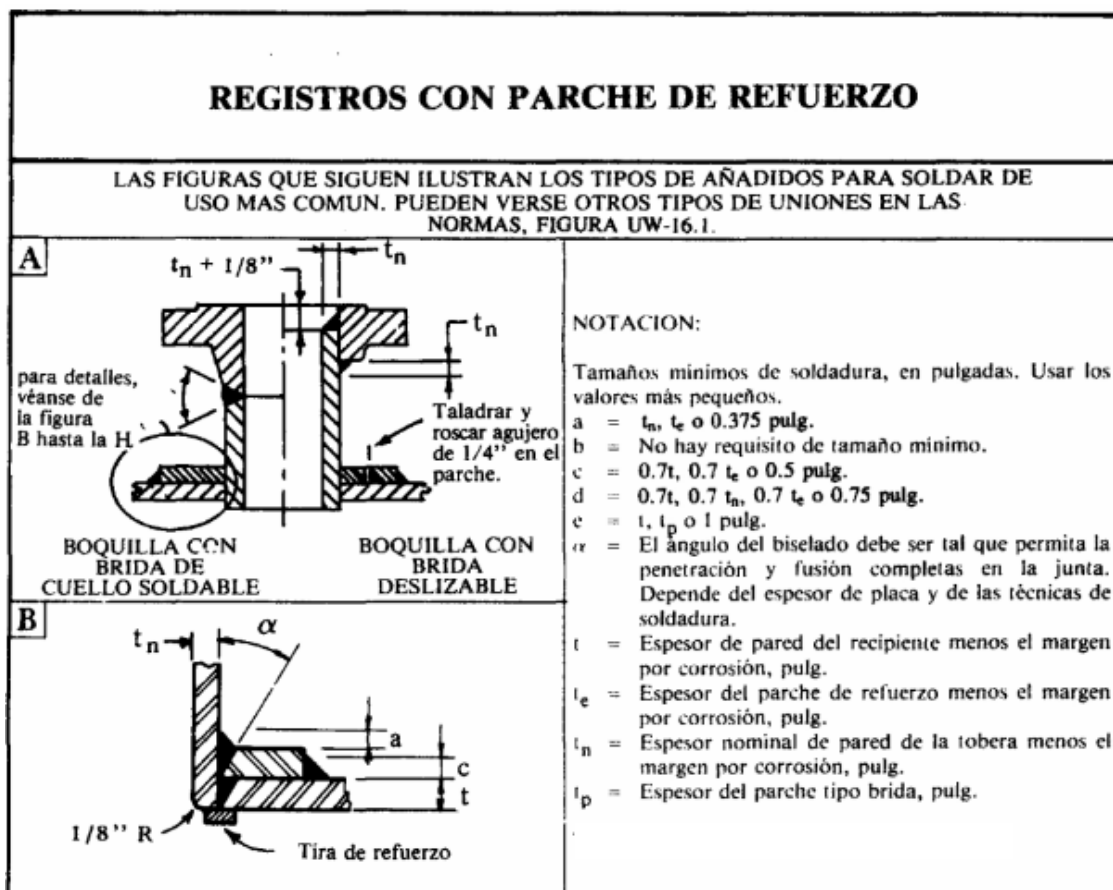 REGISTROS CON PARCHE DE REFUERZO
LAS FIGURAS QUE SIGUEN ILUSTRAN LOS TIPOS DE AÑADIDOS PARA SOLDAR DE
USO MAS COMUN. PUEDEN VERSE OTROS TIPOS DE UNIONES EN LAS
NORMAS, FIGURA UW-16.1.
A
tn + 1/8”
tn
tn
para detalles,
véanse de
la figura
B hasta la H
Taladrar y
roscar agujero
de 1/4” en el
parche.
BOQUILLA CON
BRIDA DE
CUELLO SOLDABLE
BOQUILLA CON
BRIDA
DESLIZABLE
B
tn
α
a
c
t
1/8” R
Tira de refuerzo
NOTACION:
Tamaños mínimos de soldadura, en pulgadas. Usar los
valores más pequeños.
a = tn, te o 0.375 pulg.
b = No hay requisito de tamaño mínimo.
c = 0.7t, 0.7 te o 0.5 pulg.
d = 0.7t, 0.7 tn, 0.7 te o 0.75 pulg.
e = t, tp o 1 pulg.
α = El ángulo del biselado debe ser tal que permita la
penetración y fusión completas en la junta.
Depende del espesor de placa y de las técnicas de
soldadura.
t = Espesor de pared del recipiente menos el margen
por corrosión, pulg.
te = Espesor del parche de refuerzo menos el margen
por corrosión, pulg.
tn = Espesor nominal de pared de la tobera menos el
margen por corrosión, pulg.
tp = Espesor del parche tipo brida, pulg.